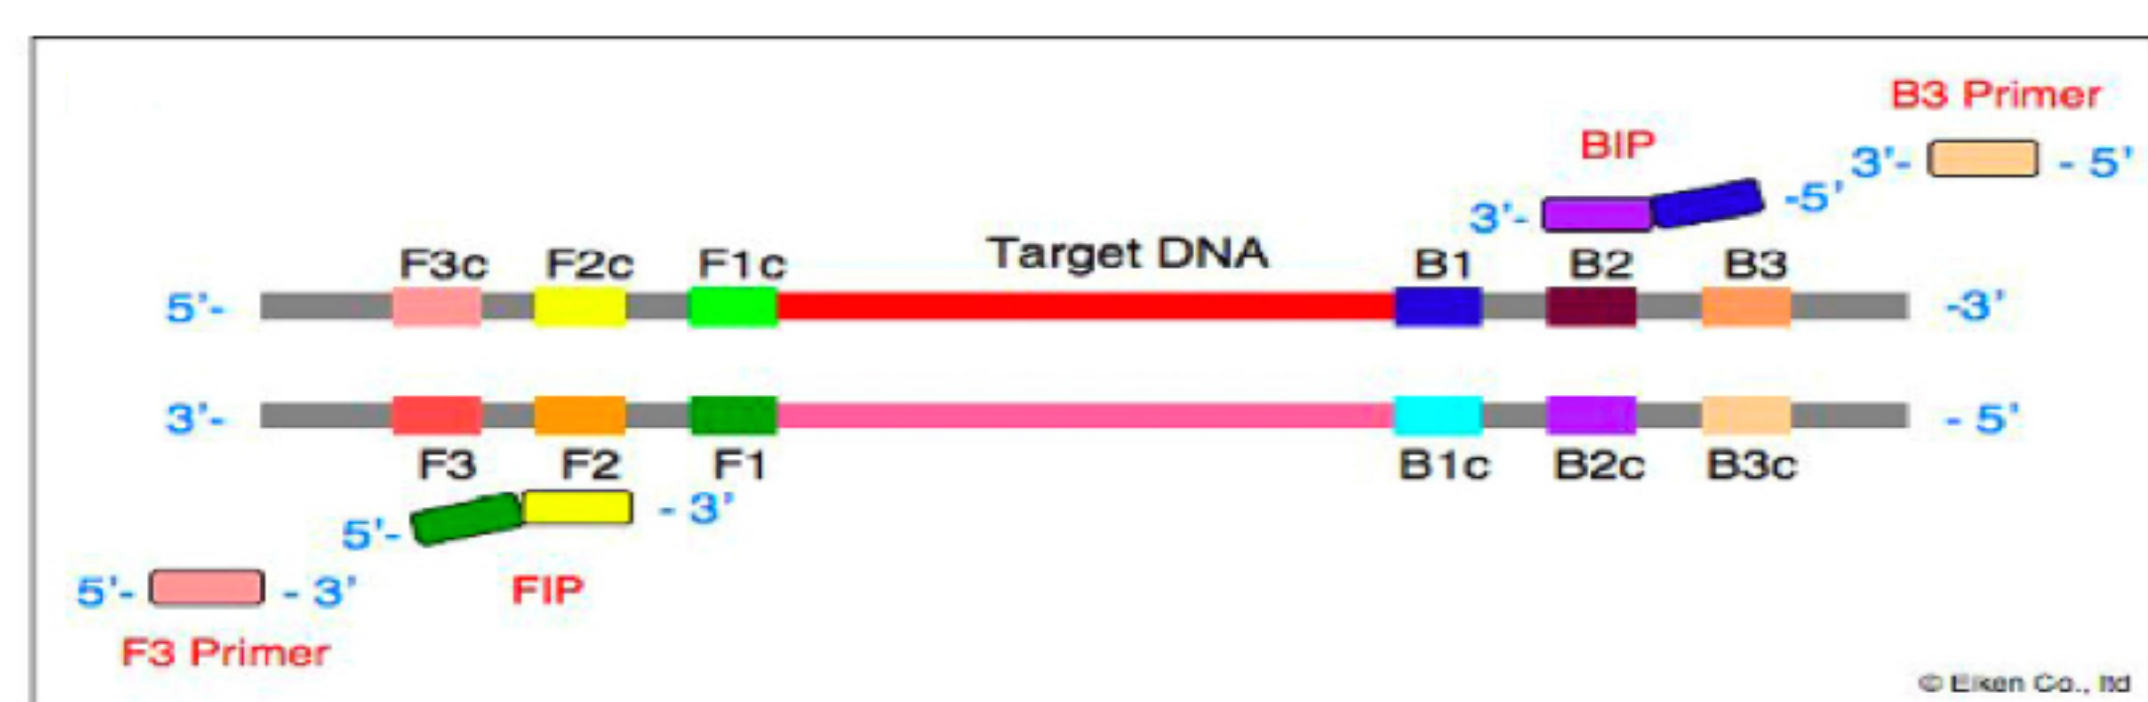 B3 Primer
BIP
3'- - 5'
3'- -5'
F3c F2c F1c Target DNA B1 B2 B3
5'- -3'
3'- - 5'
F3 F2 F1 B1c B2c B3c
5'- - 3'
5'- - 3' FIP
F3 Primer
© Eiken Co., ltd